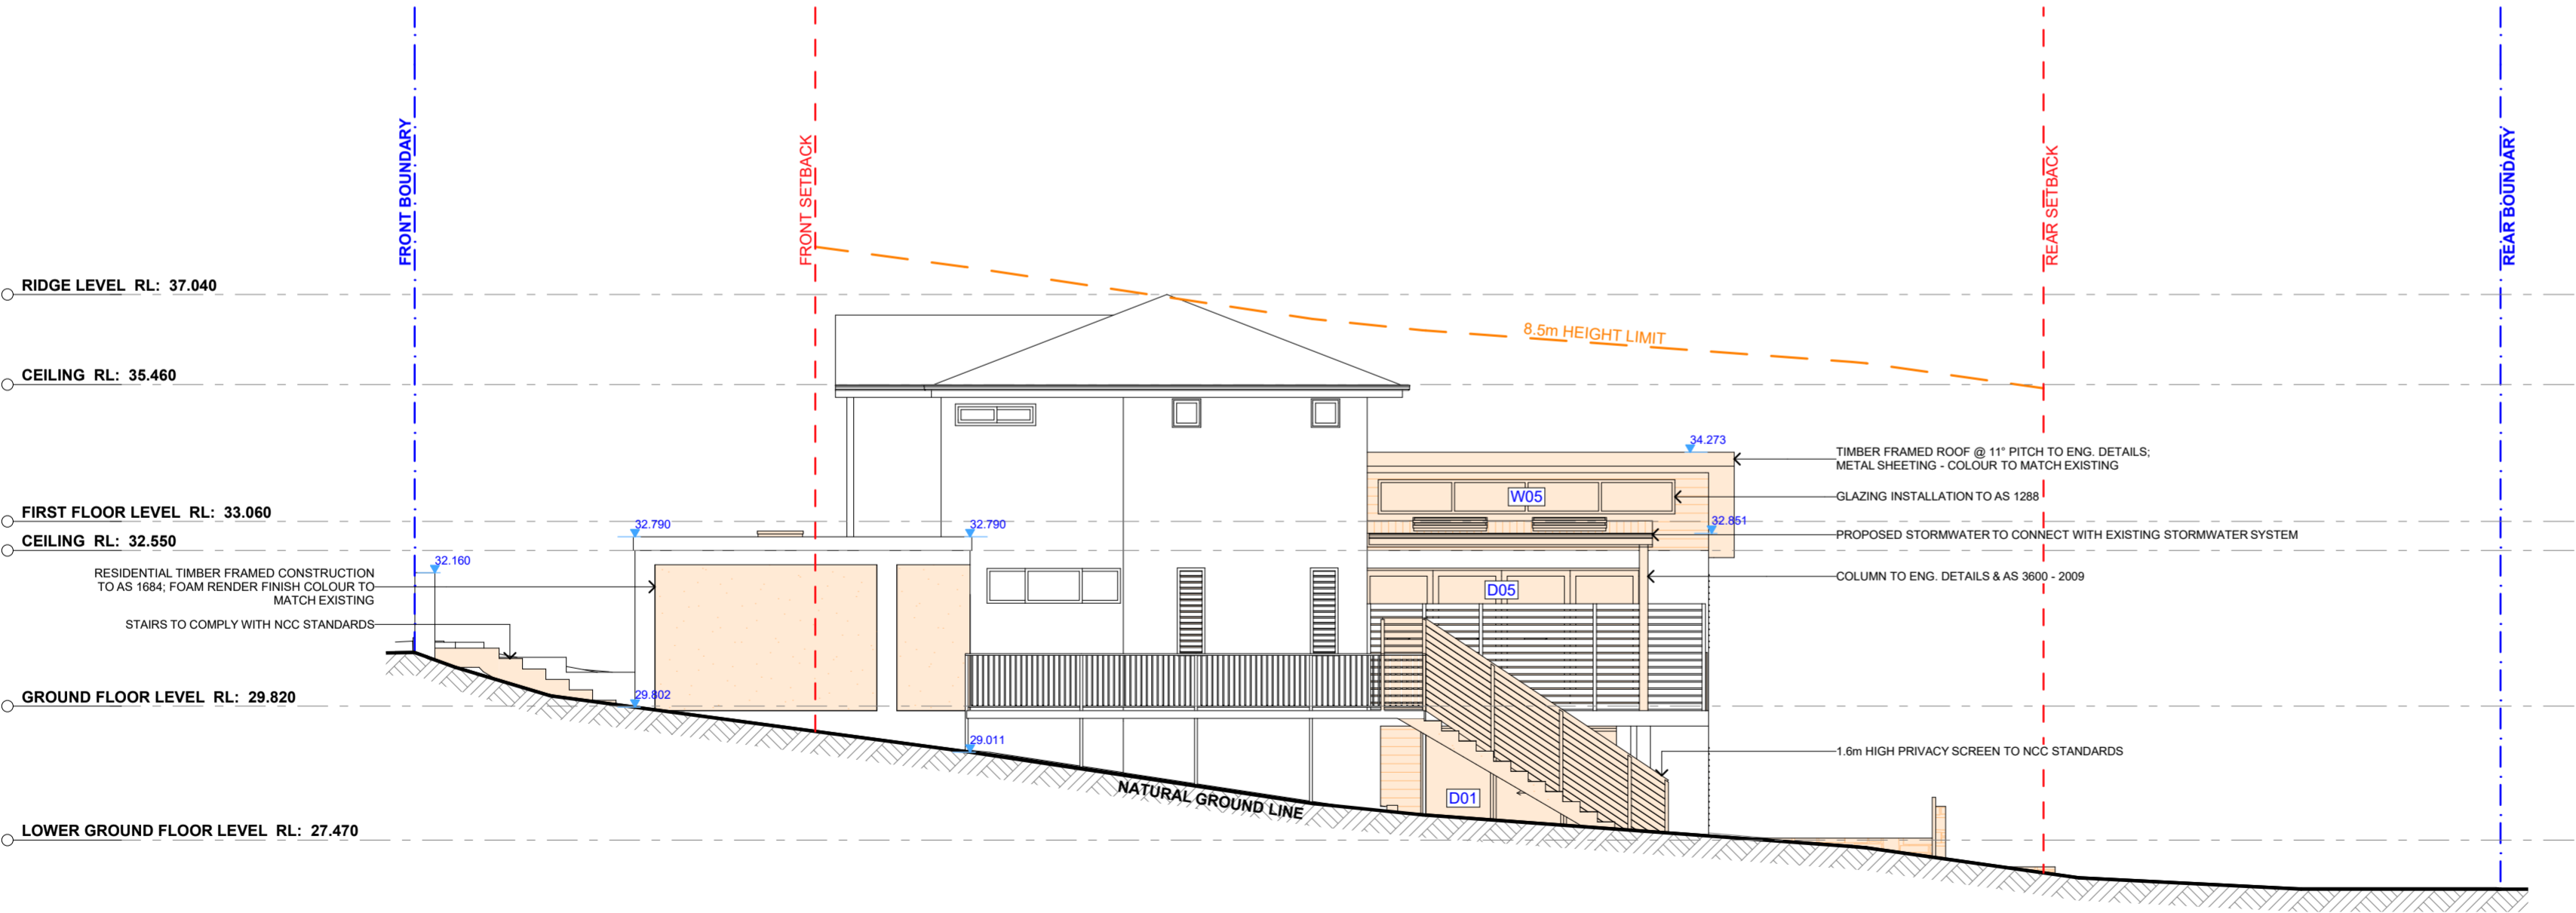 FRONT BOUNDARY
FRONT SETBACK
REAR SETBACK
REAR BOUNDARY
RIDGE LEVEL RL: 37.040
8.5m HEIGHT LIMIT
CEILING RL: 35.460
34.273
TIMBER FRAMED ROOF @ 11° PITCH TO ENG. DETAILS;
METAL SHEETING - COLOUR TO MATCH EXISTING
W05
GLAZING INSTALLATION TO AS 1288
FIRST FLOOR LEVEL RL: 33.060
32.790
32.790
32.851
PROPOSED STORMWATER TO CONNECT WITH EXISTING STORMWATER SYSTEM
CEILING RL: 32.550
32.160
RESIDENTIAL TIMBER FRAMED CONSTRUCTION
TO AS 1684; FOAM RENDER FINISH COLOUR TO
MATCH EXISTING
COLUMN TO ENG. DETAILS & AS 3600 - 2009
D05
STAIRS TO COMPLY WITH NCC STANDARDS
GROUND FLOOR LEVEL RL: 29.820
29.802
29.011
1.6m HIGH PRIVACY SCREEN TO NCC STANDARDS
NATURAL GROUND LINE
D01
LOWER GROUND FLOOR LEVEL RL: 27.470